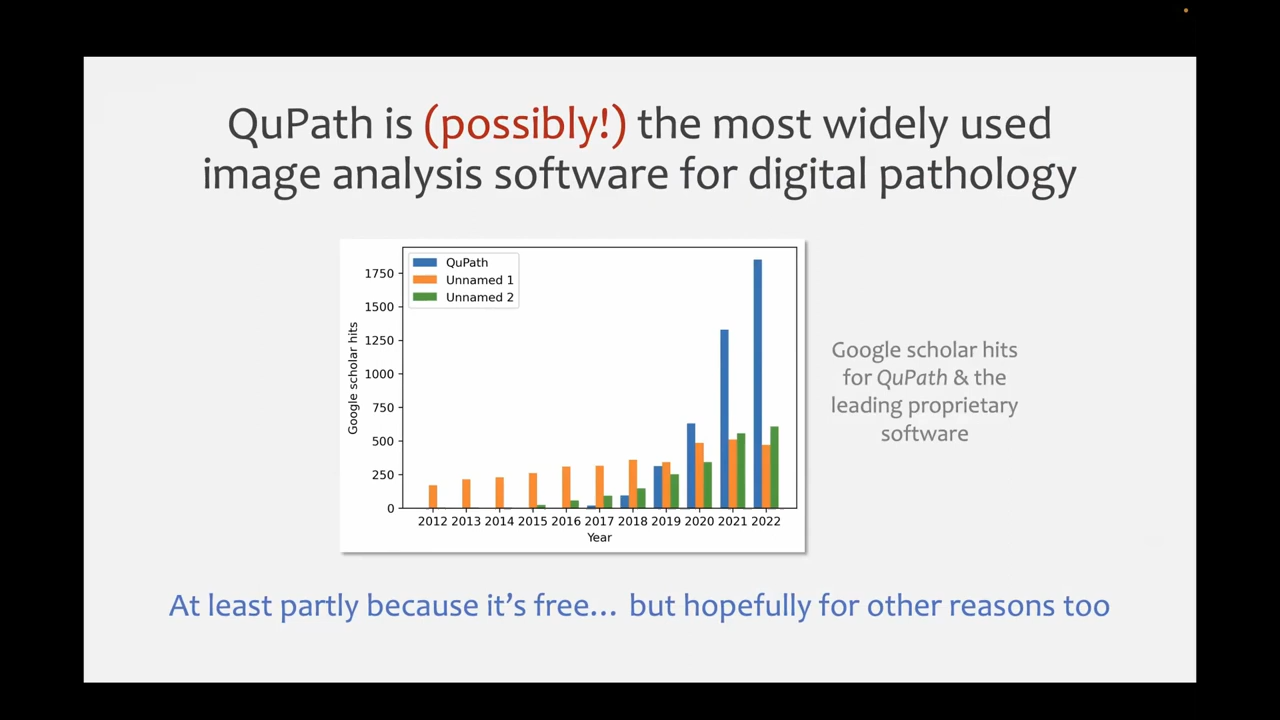 QuPath is (possibly!) the most widely used
image analysis software for digital pathology
QuPath
Unnamed 1
Unnamed 2
Google scholar hits
1750
1500
1250
1000
750
500
250
0
2012 2013 2014 2015 2016 2017 2018 2019 2020 2021 2022
Year
Google scholar hits
for QuPath & the
leading proprietary
software
At least partly because it’s free… but hopefully for other reasons too